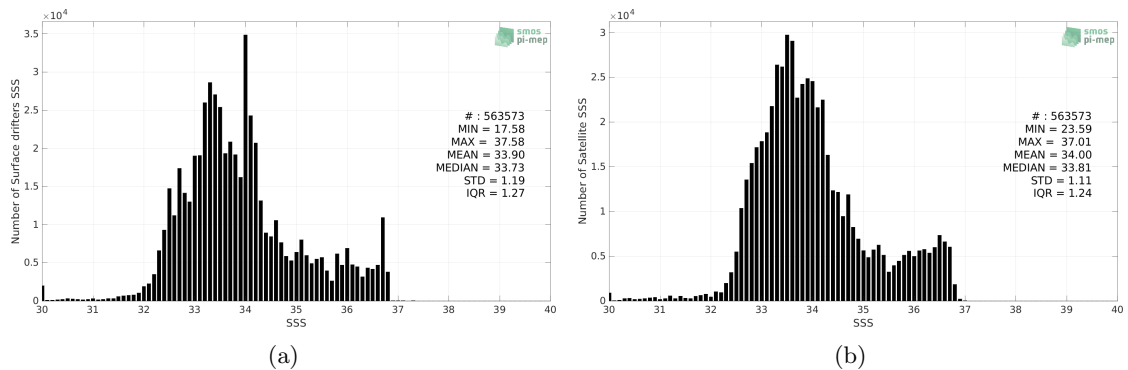 ×10⁴
3.5
3
2.5
2
1.5
1
0.5
0
30 31 32 33 34 35 36 37 38 39 40
SSS
Number of Surface drifters SSS
smos
pi-mep
# : 563573
MIN = 17.58
MAX = 37.58
MEAN = 33.90
MEDIAN = 33.73
STD = 1.19
IQR = 1.27
(a)
×10⁴
3
2.5
2
1.5
1
0.5
0
30 31 32 33 34 35 36 37 38 39 40
SSS
Number of Satellite SSS
smos
pi-mep
# : 563573
MIN = 23.59
MAX = 37.01
MEAN = 34.00
MEDIAN = 33.81
STD = 1.11
IQR = 1.24
(b)